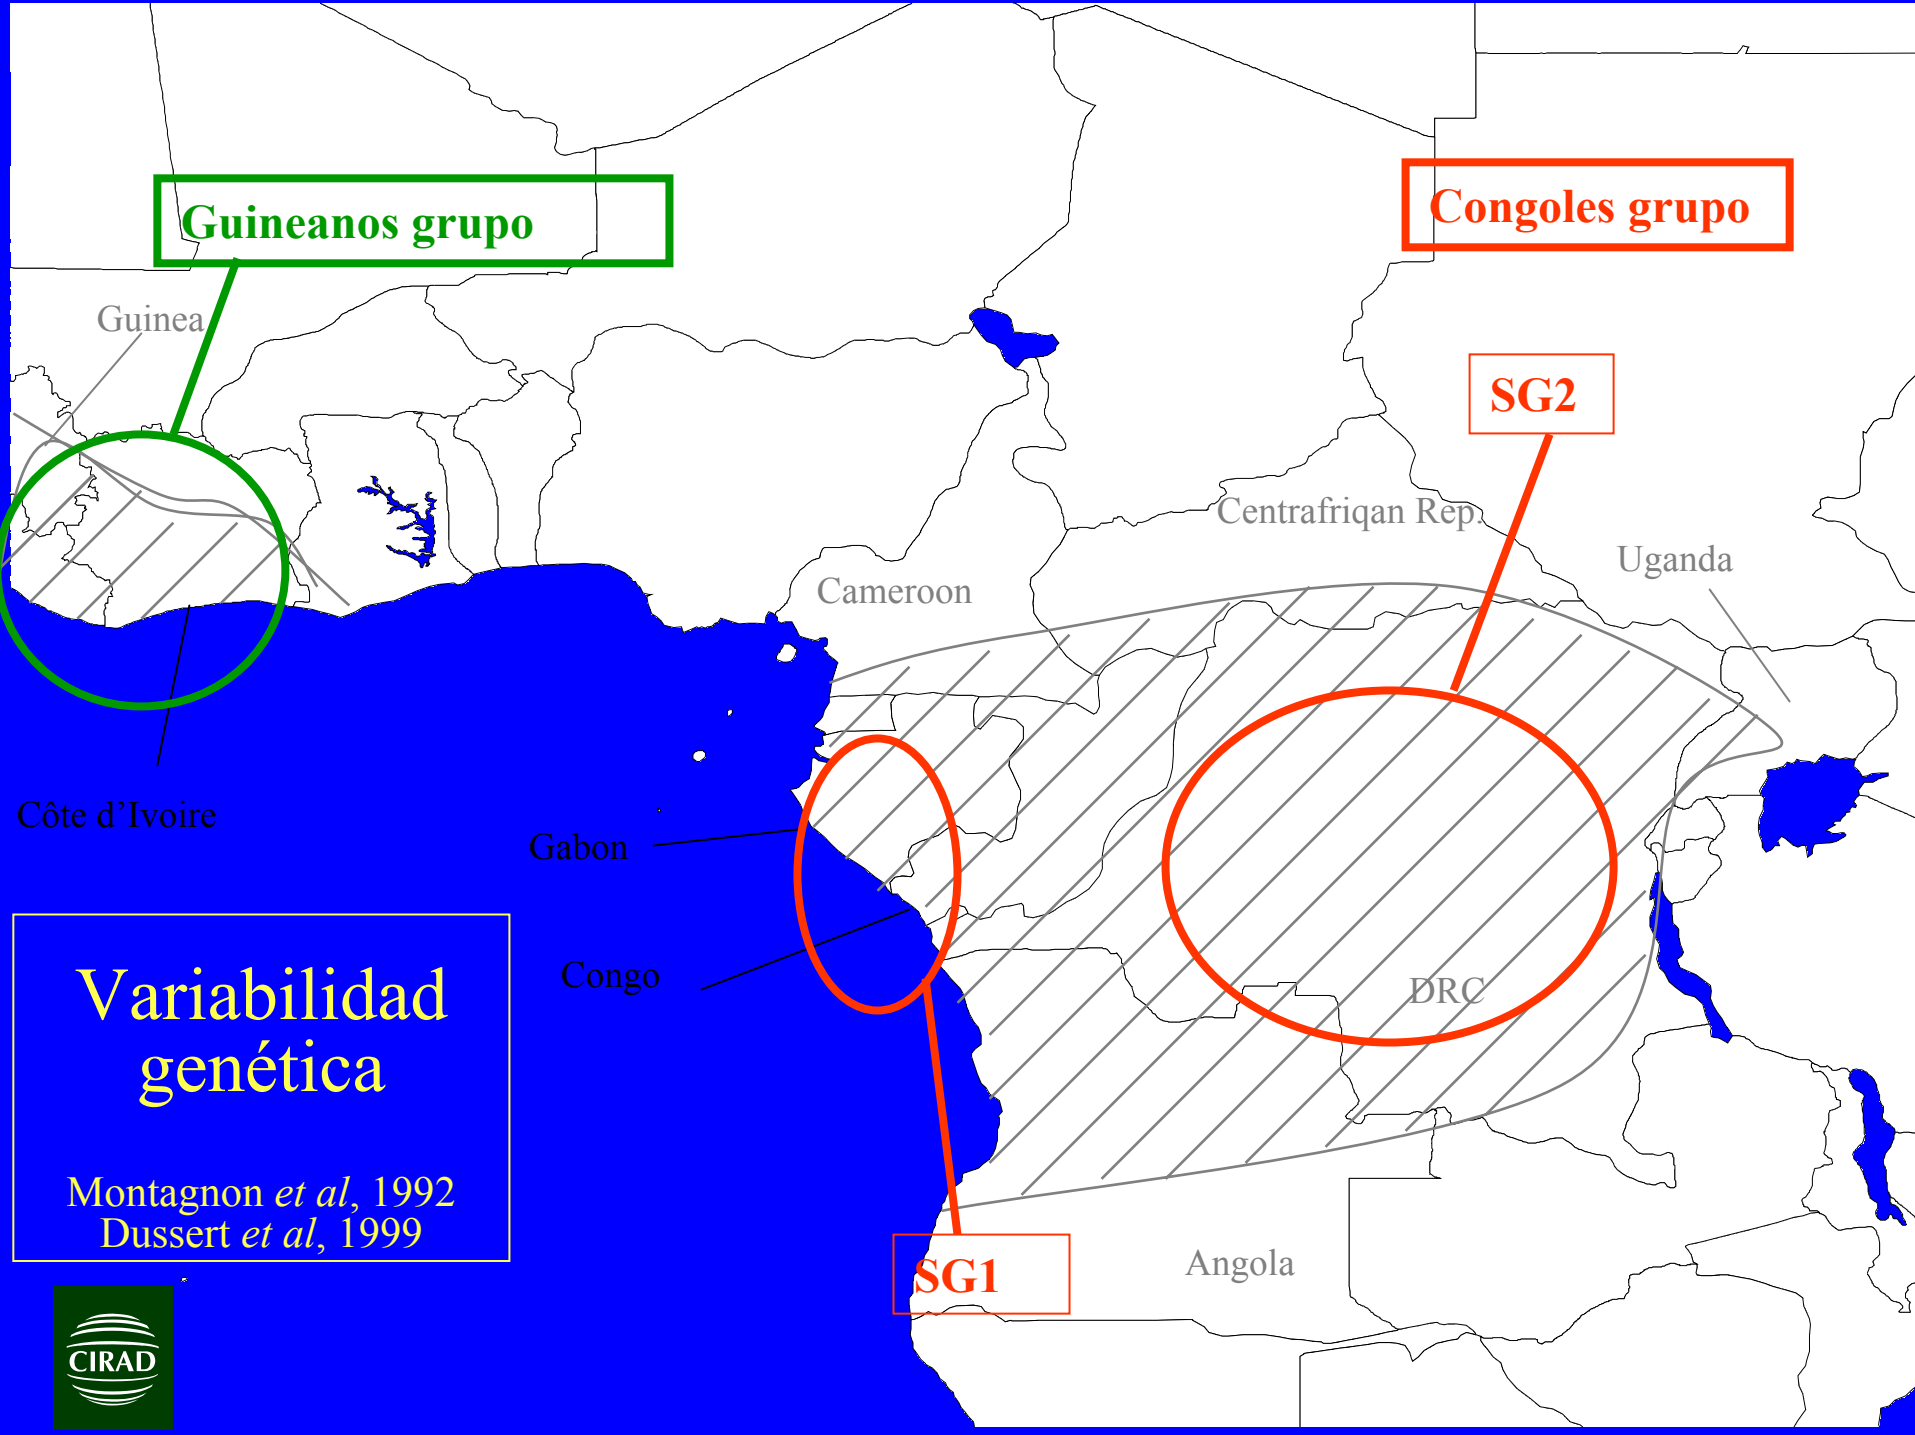 Guineanos grupo
Congoles grupo
Guinea
SG2
Centrafriqan Rep.
Uganda
Cameroon
Côte d’Ivoire
Gabon
Congo
DRC
Variabilidad
genética
Montagnon et al, 1992
Dussert et al, 1999
SG1
Angola
CIRAD